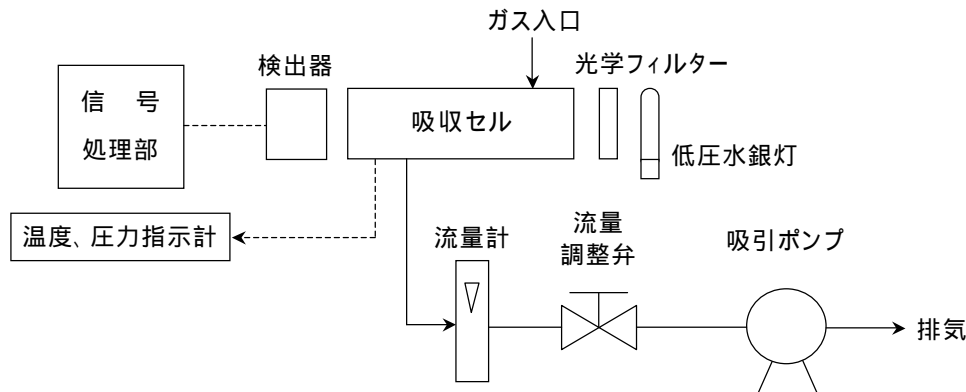 ガス入口
検出器
光学フィルター
信 号
処理部
吸収セル
低圧水銀灯
温度、圧力指示計
流量計
流量
調整弁
吸引ポンプ
排気